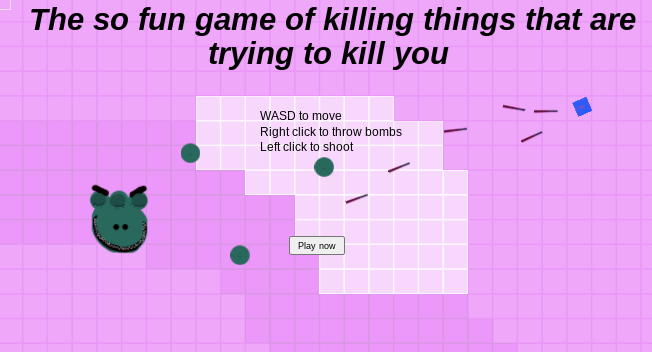 The so fun game of killing things that are
trying to kill you
WASD to move
Right click to throw bombs
Left click to shoot
Play now